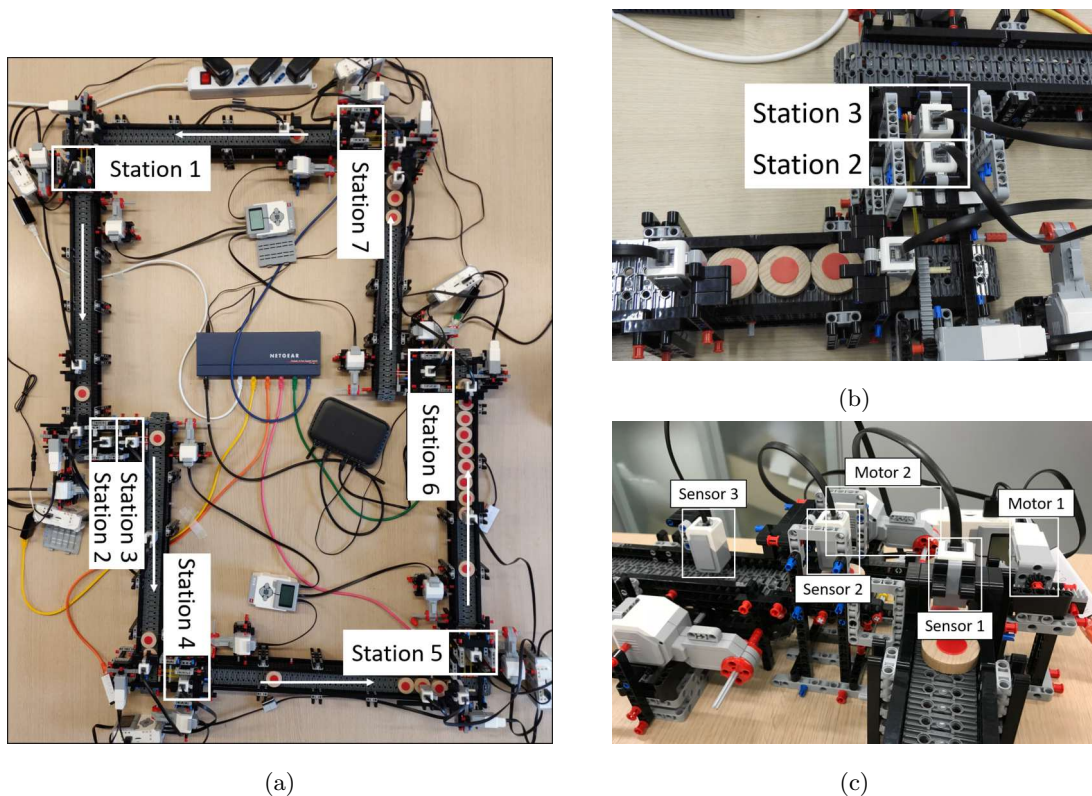 Station 1
Station 7
NETGEAR
Station 6
Station 3
Station 2
Station 4
Station 5
(a)
Station 3
Station 2
(b)
Sensor 3
Motor 2
Motor 1
Sensor 2
Sensor 1
(c)